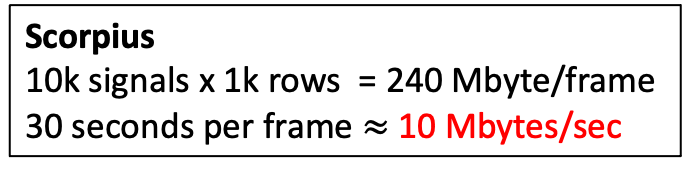 Scorpius
10k signals x 1k rows = 240 Mbyte/frame
30 seconds per frame ≈ 10 Mbytes/sec